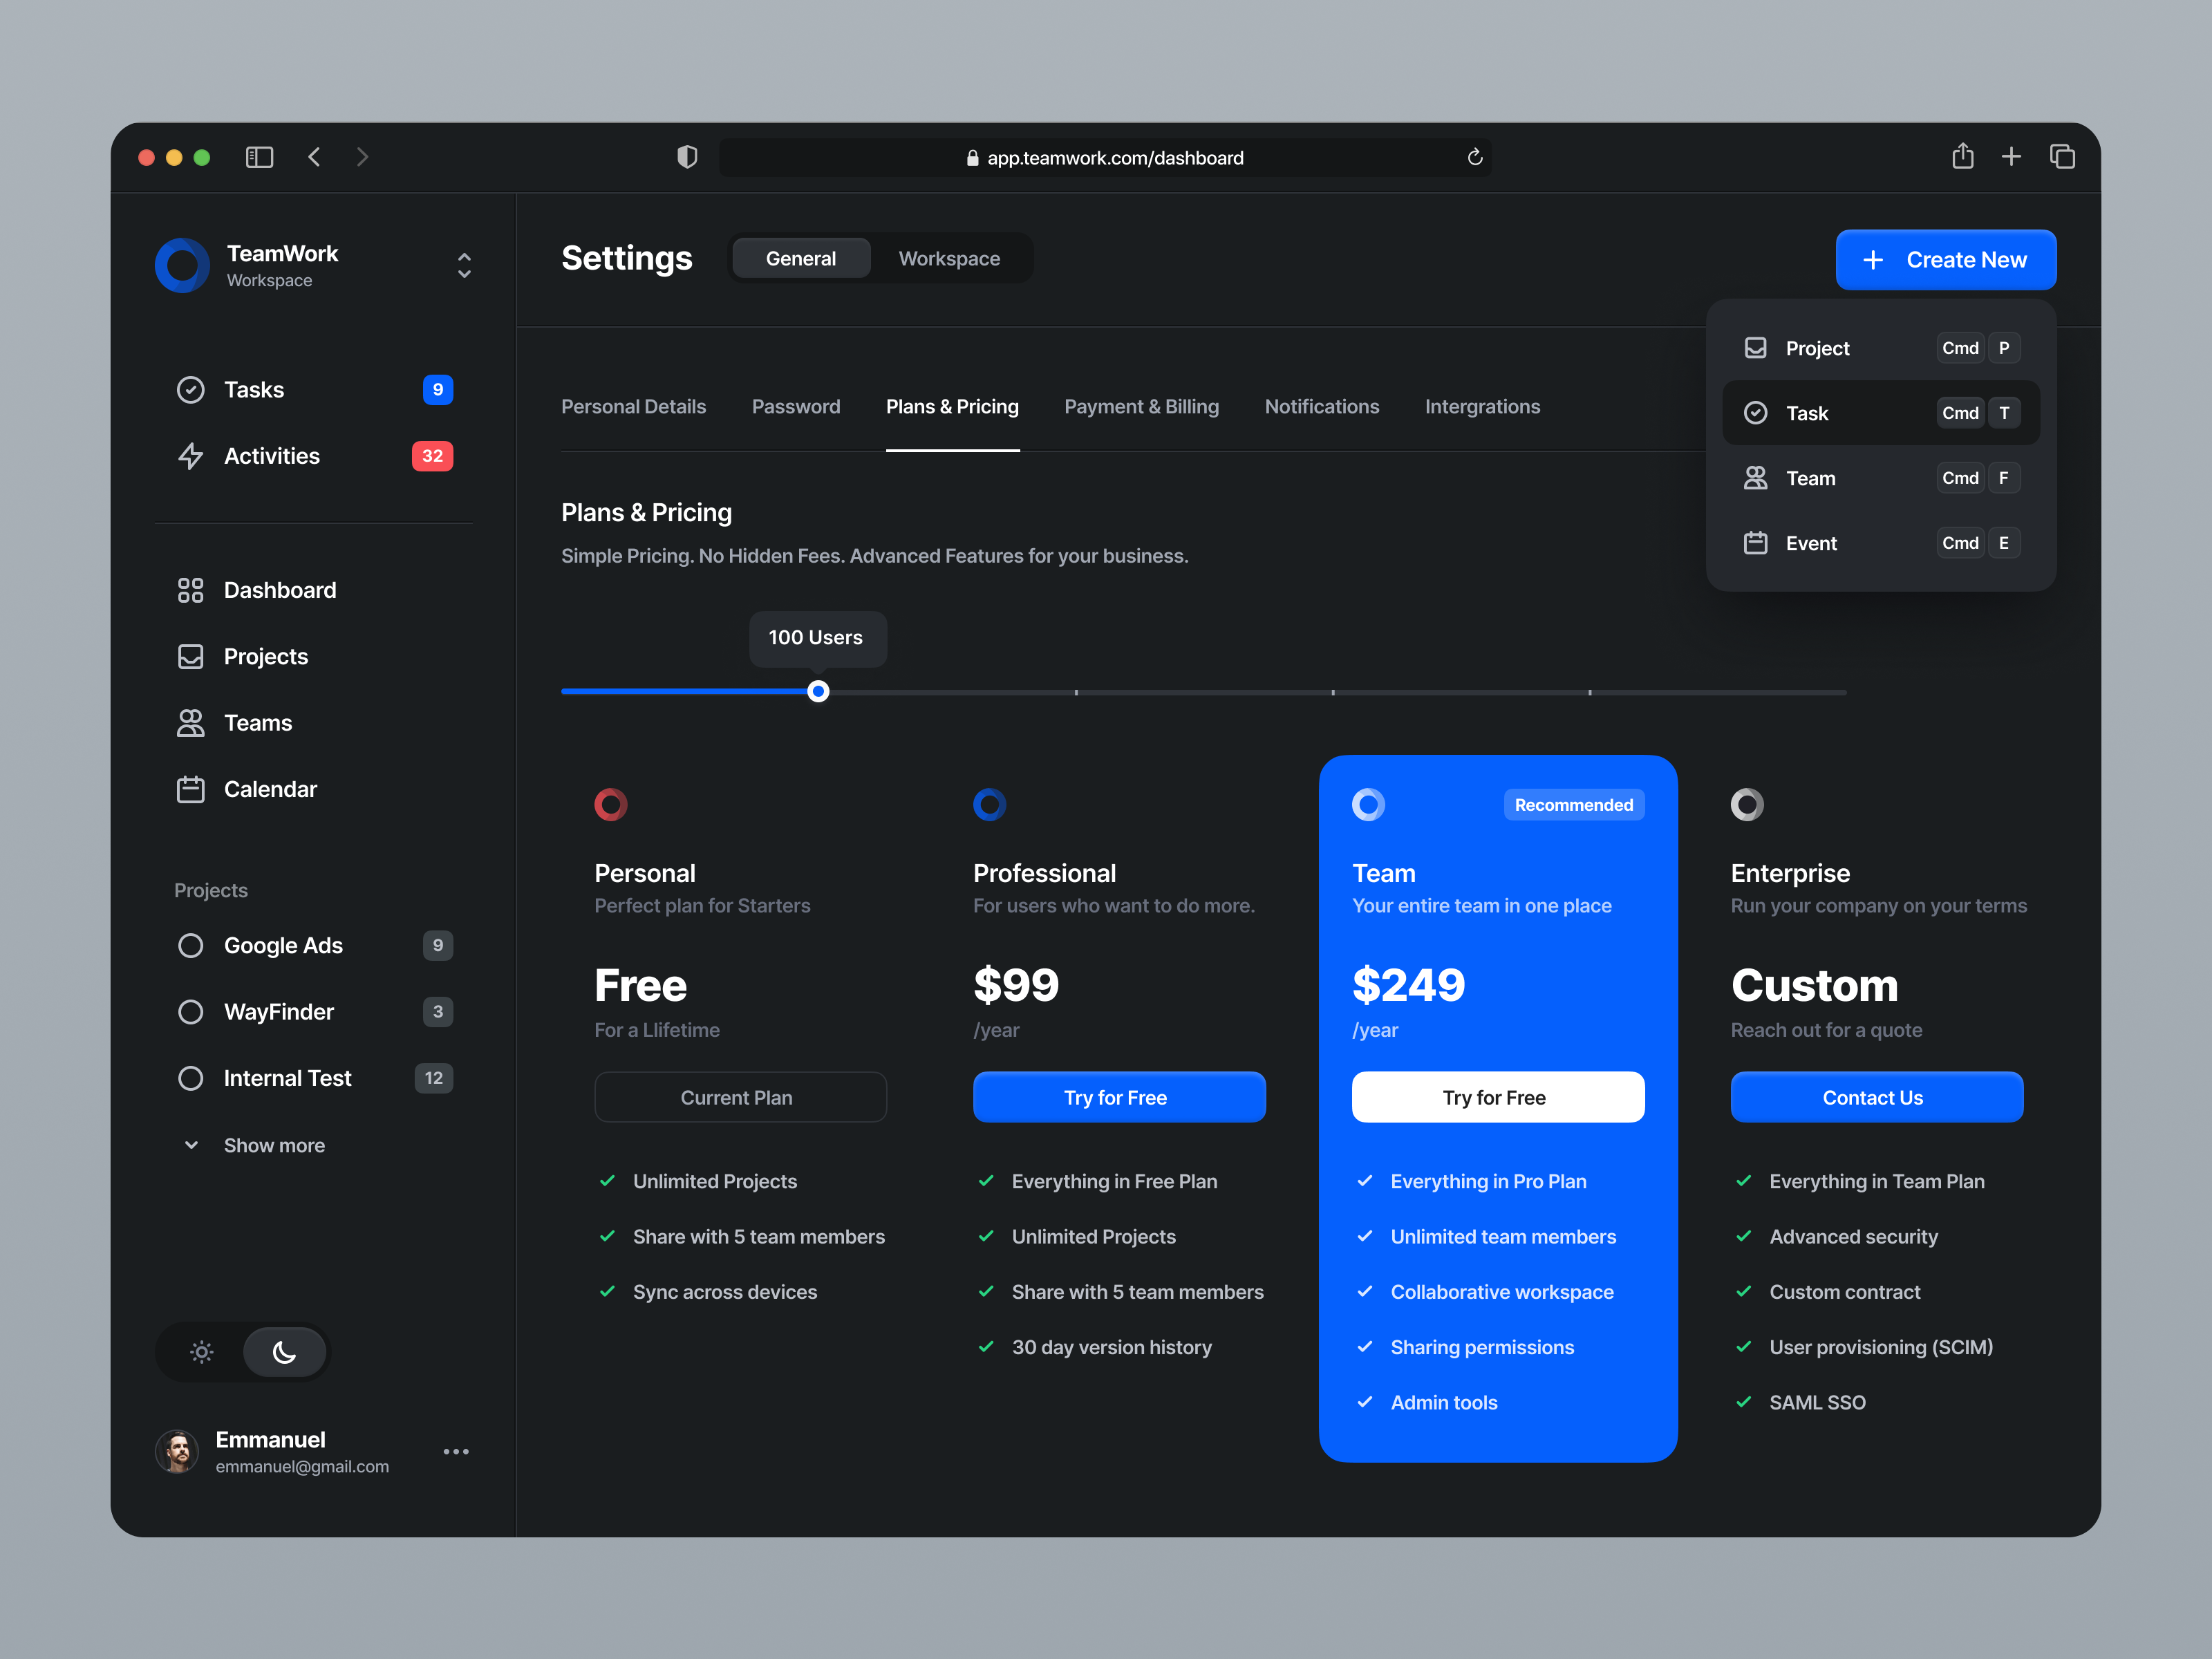 app.teamwork.com/dashboard
TeamWork
Workspace
Tasks 9
Activities 32
Dashboard
Projects
Teams
Calendar
Projects
Google Ads 9
WayFinder 3
Internal Test 12
Show more
Emmanuel
emmanuel@gmail.com
Settings
General Workspace
Create New
Project Cmd P
Task Cmd T
Team Cmd F
Event Cmd E
Personal Details Password Plans & Pricing Payment & Billing Notifications Intergrations
Plans & Pricing
Simple Pricing. No Hidden Fees. Advanced Features for your business.
100 Users
Personal
Perfect plan for Starters
Free
For a Llifetime
Current Plan
Unlimited Projects
Share with 5 team members
Sync across devices
Professional
For users who want to do more.
$99
/year
Try for Free
Everything in Free Plan
Unlimited Projects
Share with 5 team members
30 day version history
Recommended
Team
Your entire team in one place
$249
/year
Try for Free
Everything in Pro Plan
Unlimited team members
Collaborative workspace
Sharing permissions
Admin tools
Enterprise
Run your company on your terms
Custom
Reach out for a quote
Contact Us
Everything in Team Plan
Advanced security
Custom contract
User provisioning (SCIM)
SAML SSO